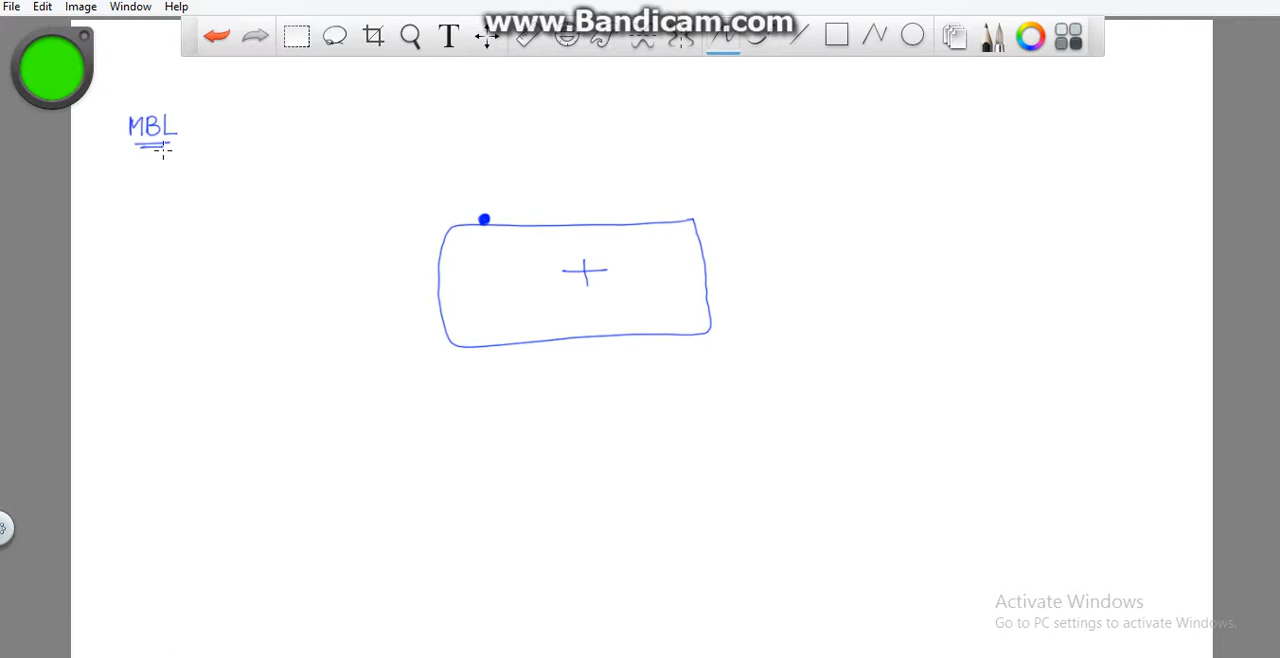 File Edit Image Window Help
www.Bandicam.com
T
MBL
Activate Windows
Go to PC settings to activate Windows.